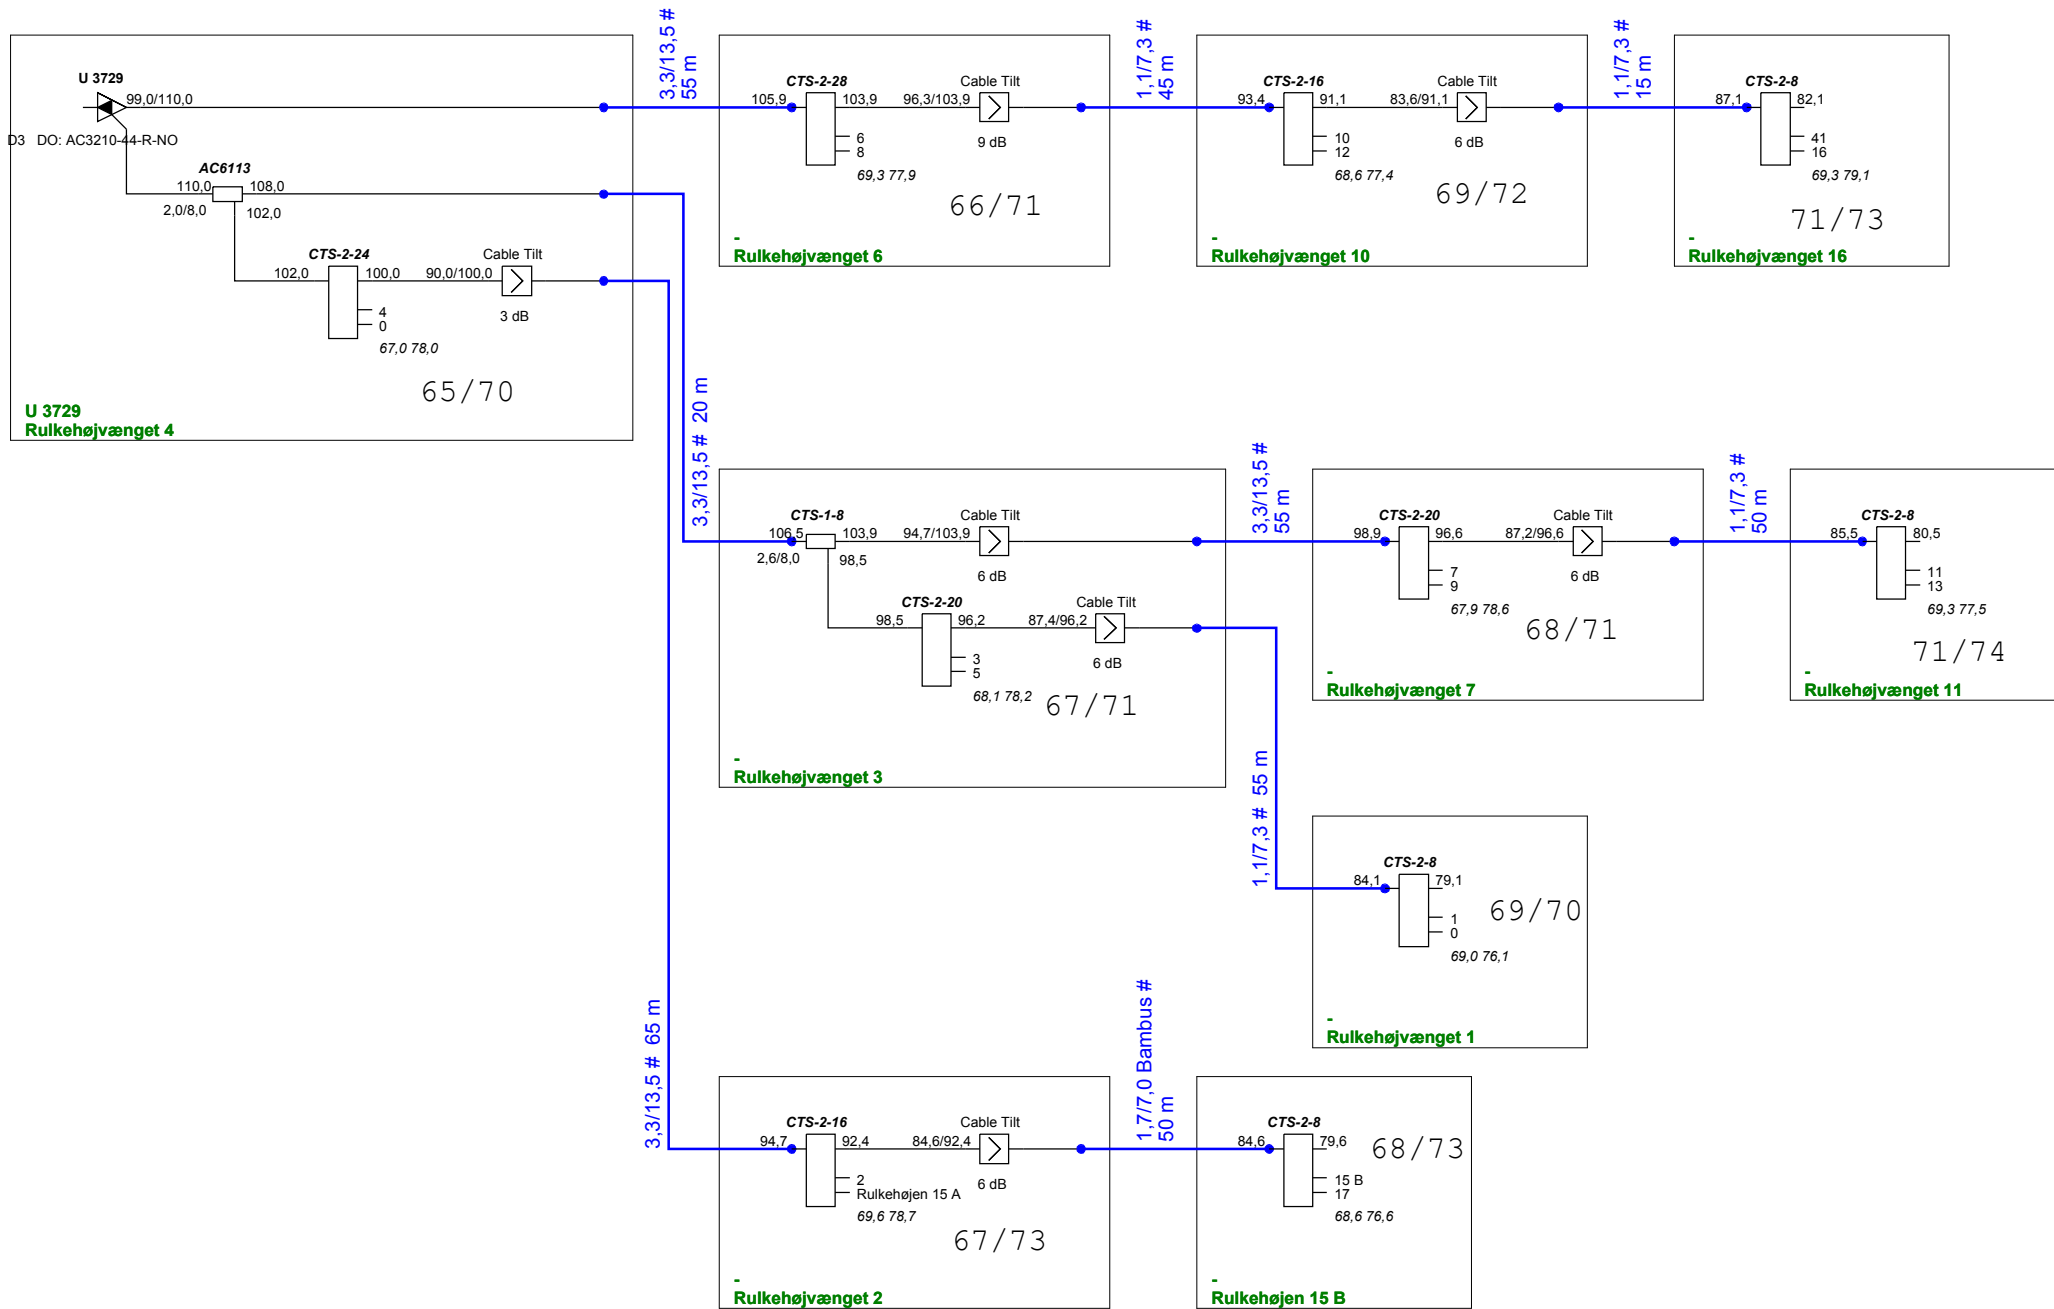 U 3729
99,0/110,0
D3 DO: AC3210-44-R-NO
AC6113
110,0 108,0
2,0/8,0 102,0
CTS-2-24 Cable Tilt
102,0 100,0 90,0/100,0
3 dB
4
0
67,0 78,0
65/70
U 3729
Rulkehøjvænget 4
3,3/13,5 #
55 m
CTS-2-28 Cable Tilt
105,9 103,9 96,3/103,9
9 dB
6
8
69,3 77,9
66/71
-
Rulkehøjvænget 6
1,1/7,3 #
45 m
CTS-2-16 Cable Tilt
93,4 91,1 83,6/91,1
6 dB
10
12
68,6 77,4
69/72
-
Rulkehøjvænget 10
1,1/7,3 #
15 m
CTS-2-8
87,1 82,1
41
16
69,3 79,1
71/73
-
Rulkehøjvænget 16
3,3/13,5 # 20 m
CTS-1-8 Cable Tilt
106,5 103,9 94,7/103,9
2,6/8,0 98,5
6 dB
CTS-2-20 Cable Tilt
98,5 96,2 87,4/96,2
6 dB
3
5
68,1 78,2
67/71
-
Rulkehøjvænget 3
3,3/13,5 #
55 m
CTS-2-20 Cable Tilt
98,9 96,6 87,2/96,6
6 dB
7
9
67,9 78,6
68/71
-
Rulkehøjvænget 7
1,1/7,3 #
50 m
CTS-2-8
85,5 80,5
11
13
69,3 77,5
71/74
-
Rulkehøjvænget 11
1,1/7,3 # 55 m
CTS-2-8
84,1 79,1
69/70
1
0
69,0 76,1
-
Rulkehøjvænget 1
3,3/13,5 # 65 m
CTS-2-16 Cable Tilt
94,7 92,4 84,6/92,4
6 dB
2
Rulkehøjen 15 A
69,6 78,7
67/73
-
Rulkehøjvænget 2
1,7/7,0 Bambus #
50 m
CTS-2-8
84,6 79,6
68/73
15 B
17
68,6 76,6
-
Rulkehøjen 15 B